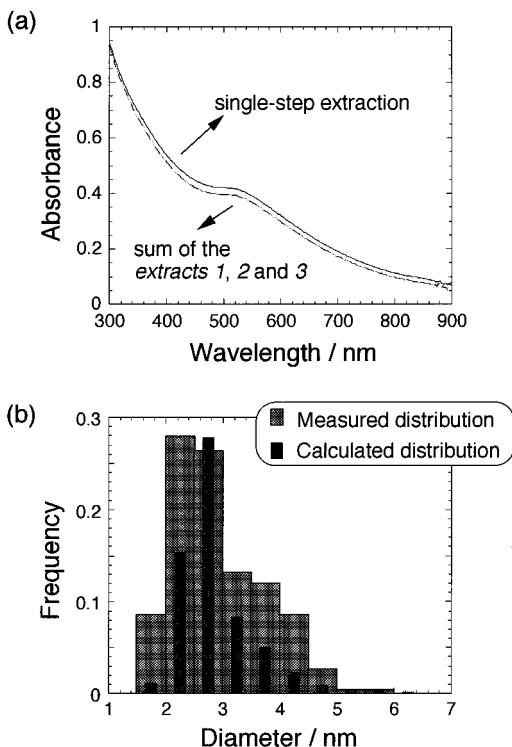 (a)
1
0.8
0.6
0.4
0.2
0
Absorbance
single-step extraction
sum of the
extracts 1, 2 and 3
300 400 500 600 700 800 900
Wavelength / nm
(b)
0.3
0.2
0.1
0
Frequency
Measured distribution
Calculated distribution
1 2 3 4 5 6 7
Diameter / nm